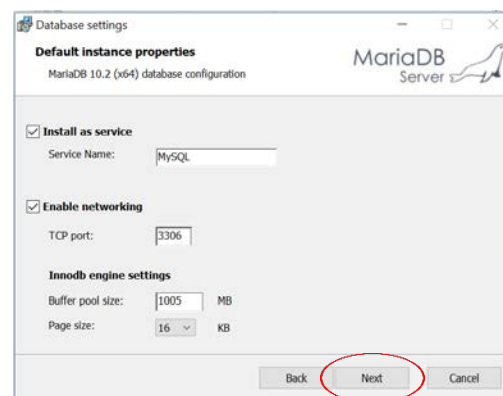 Database settings
Default instance properties
MariaDB 10.2 (x64) database configuration
MariaDB
Server
Install as service
Service Name: MySQL
Enable networking
TCP port: 3306
Innodb engine settings
Buffer pool size: 1005 MB
Page size: 16 KB
Back Next Cancel